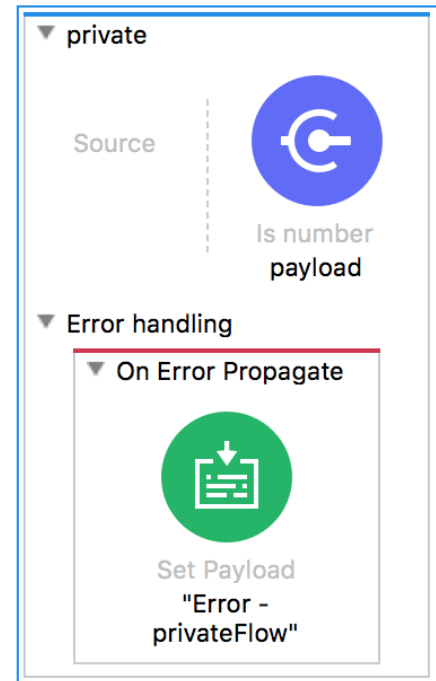 private
Source
Is number
payload
Error handling
On Error Propagate
Set Payload
"Error -
privateFlow"